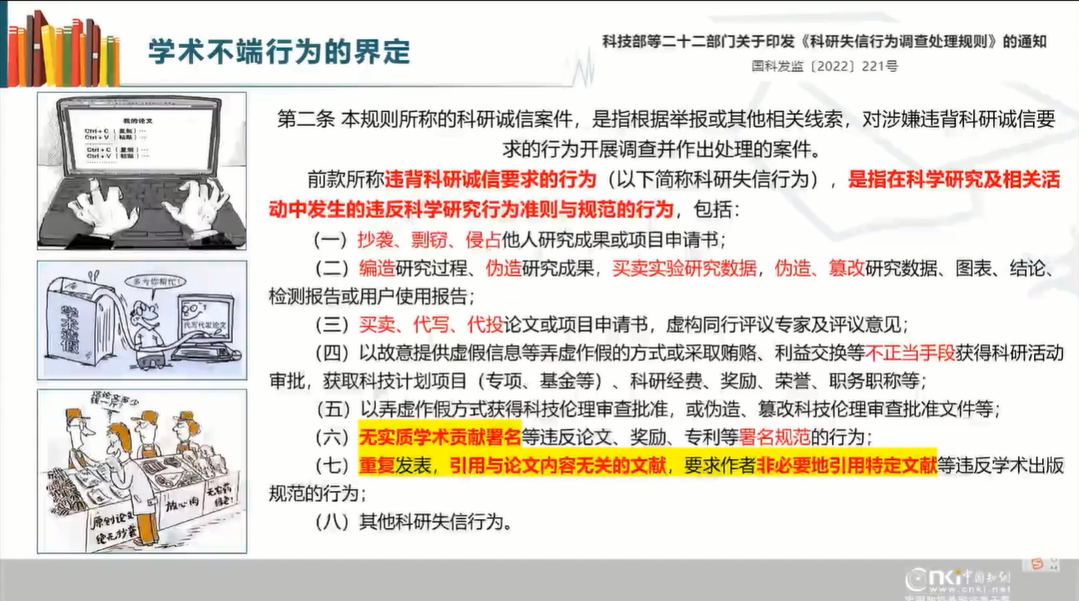 学术不端行为的界定
科技部等二十二部门关于印发《科研失信行为调查处理规则》的通知
国科发监〔2022〕221号
我的论文
Ctrl + C（复制）…
Ctrl + V（粘贴）…
Ctrl + C（复制）…
Ctrl + V（粘贴）…
多亏你帮忙!
学术造假
代写代发论文
这论文多少钱一斤?
原创论文
绝无抄袭
放心肉
第二条 本规则所称的科研诚信案件，是指根据举报或其他相关线索，对涉嫌违背科研诚信要
求的行为开展调查并作出处理的案件。
前款所称违背科研诚信要求的行为（以下简称科研失信行为），是指在科学研究及相关活
动中发生的违反科学研究行为准则与规范的行为，包括：
（一）抄袭、剽窃、侵占他人研究成果或项目申请书；
（二）编造研究过程、伪造研究成果，买卖实验研究数据，伪造、篡改研究数据、图表、结论、
检测报告或用户使用报告；
（三）买卖、代写、代投论文或项目申请书，虚构同行评议专家及评议意见；
（四）以故意提供虚假信息等弄虚作假的方式或采取贿赂、利益交换等不正当手段获得科研活动
审批，获取科技计划项目（专项、基金等）、科研经费、奖励、荣誉、职务职称等；
（五）以弄虚作假方式获得科技伦理审查批准，或伪造、篡改科技伦理审查批准文件等；
（六）无实质学术贡献署名等违反论文、奖励、专利等署名规范的行为；
（七）重复发表，引用与论文内容无关的文献，要求作者非必要地引用特定文献等违反学术出版
规范的行为；
（八）其他科研失信行为。
cnki 中国知网
www.cnki.net